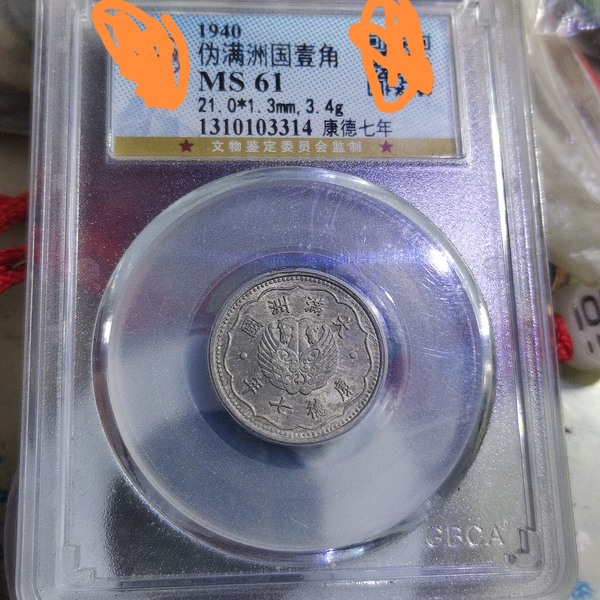 1940
伪满洲国壹角
MS 61
21.0*1.3mm, 3.4g
1310103314 康德七年
★ 文物鉴定委员会监制 ★
大滿洲國
康德七年
GBCA
10